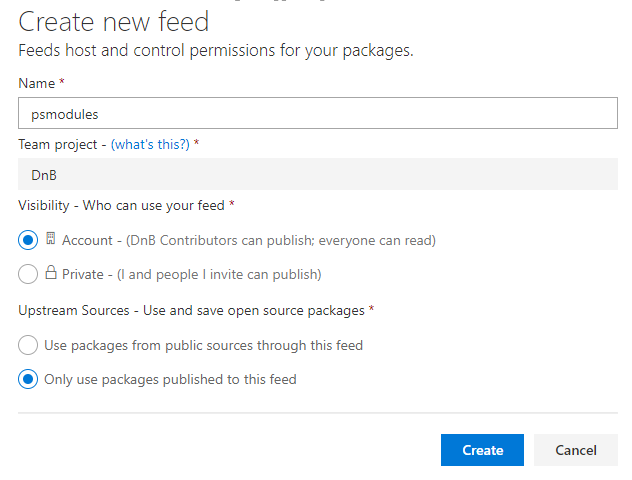 Create new feed
Feeds host and control permissions for your packages.
Name *
psmodules
Team project - (what's this?) *
DnB
Visibility - Who can use your feed *
Account - (DnB Contributors can publish; everyone can read)
Private - (I and people I invite can publish)
Upstream Sources - Use and save open source packages *
Use packages from public sources through this feed
Only use packages published to this feed
Create Cancel